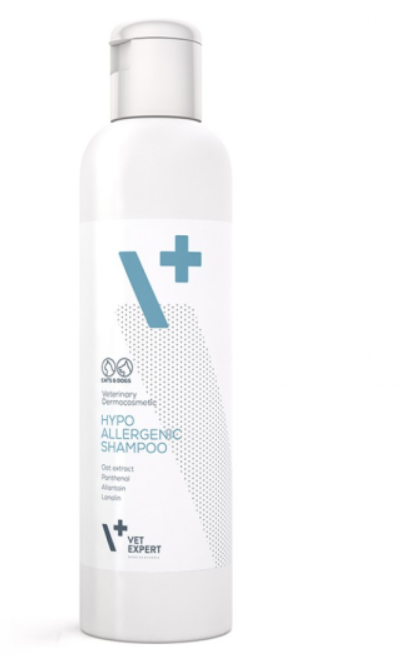 V+
CATS & DOGS
Veterinary
Dermocosmetic
HYPO
ALLERGENIC
SHAMPOO
Oat extract
Panthenol
Allantoin
Lanolin
V+
VET
EXPERT